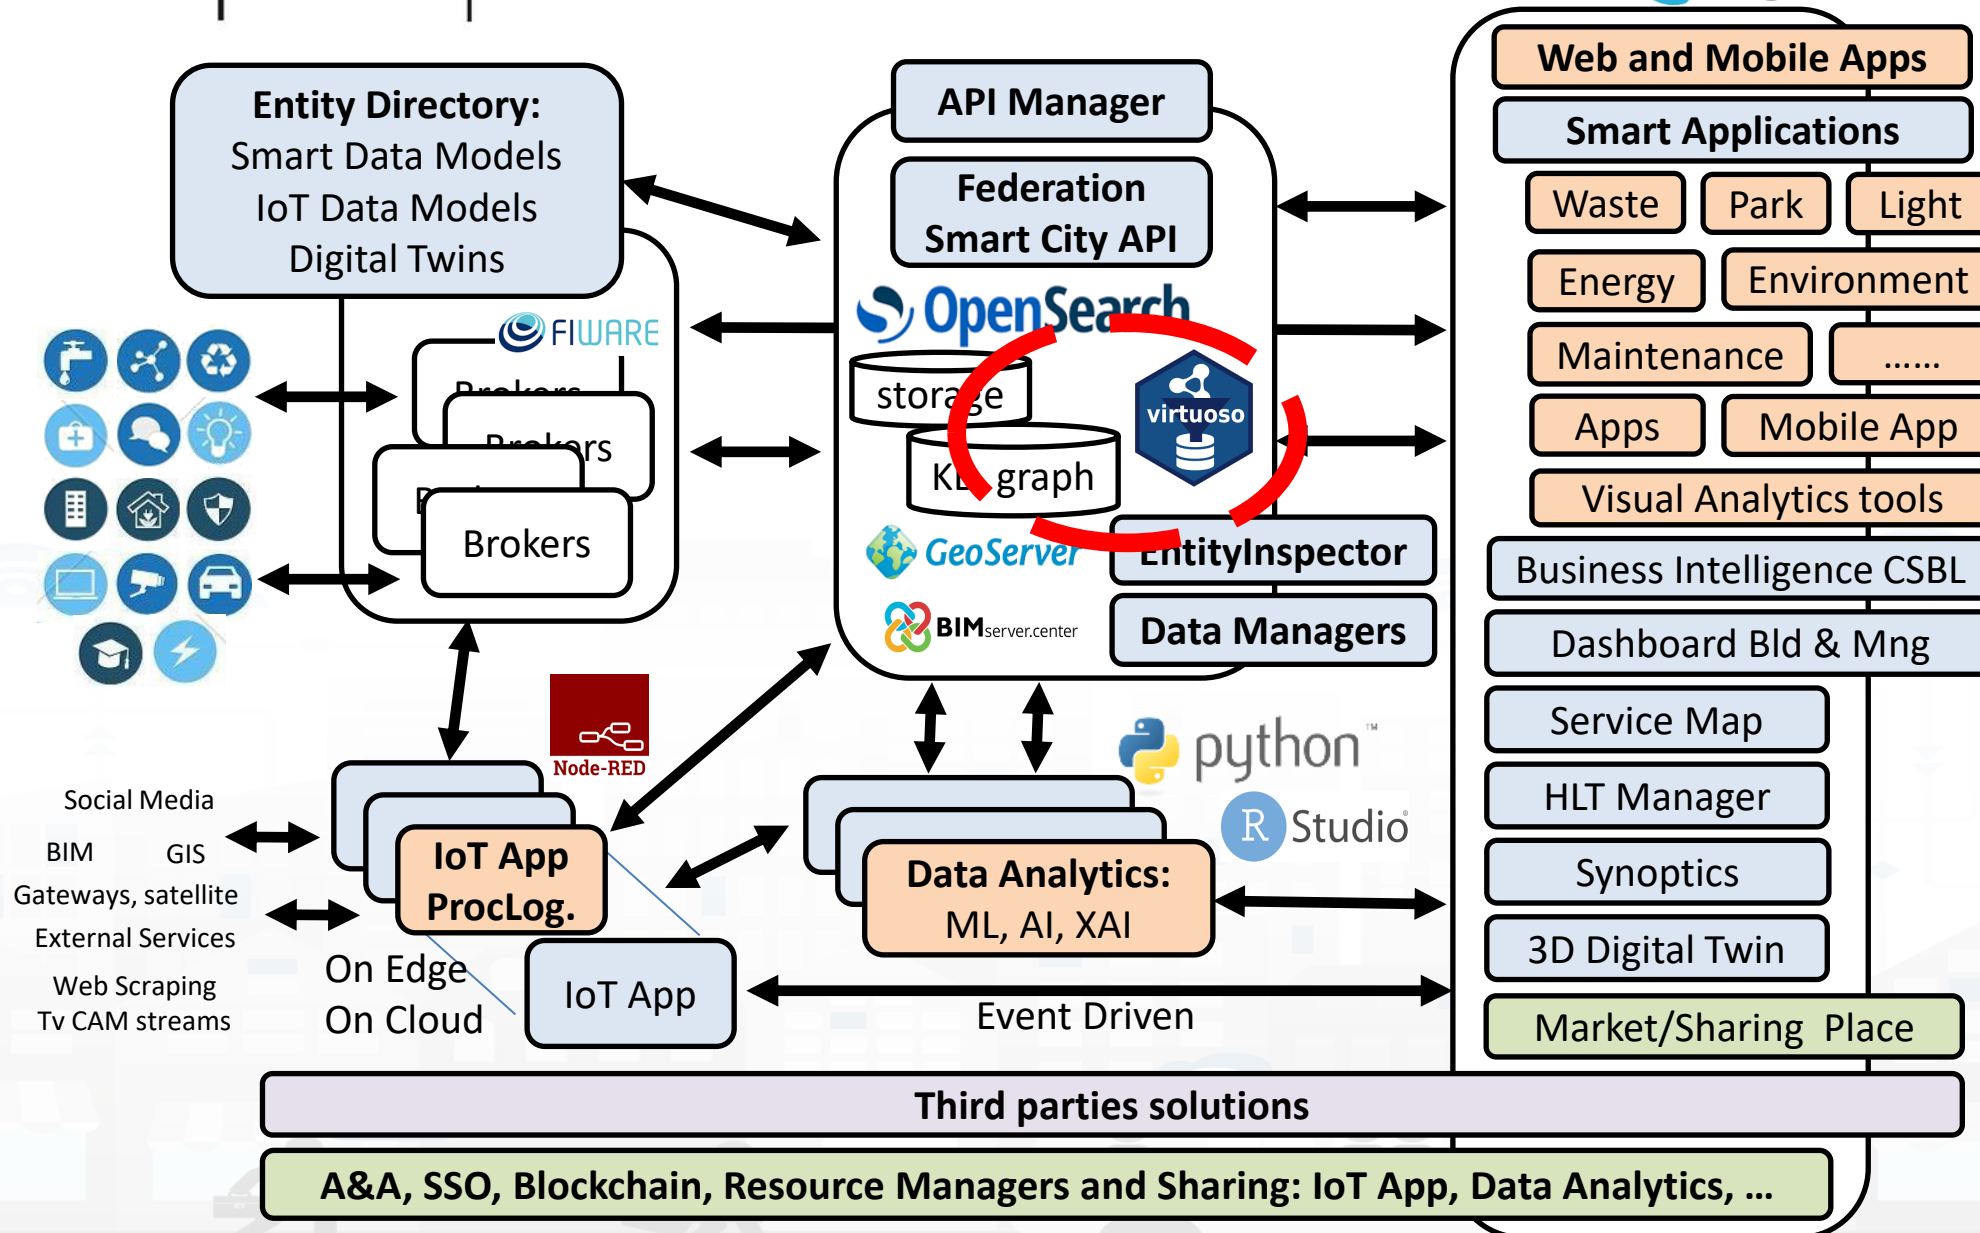 Entity Directory:
Smart Data Models
IoT Data Models
Digital Twins
FIWARE
Brokers
Brokers
Brokers
API Manager
Federation
Smart City API
OpenSearch
storage
virtuoso
graph
GeoServer
EntityInspector
BIMserver.center
Data Managers
Node-RED
python™
R Studio
Social Media
BIM
GIS
Gateways, satellite
External Services
Web Scraping
Tv CAM streams
IoT App
ProcLog.
On Edge
On Cloud
IoT App
Data Analytics:
ML, AI, XAI
Event Driven
Web and Mobile Apps
Smart Applications
Waste
Park
Light
Energy
Environment
Maintenance
......
Apps
Mobile App
Visual Analytics tools
Business Intelligence CSBL
Dashboard Bld & Mng
Service Map
HLT Manager
Synoptics
3D Digital Twin
Market/Sharing Place
Third parties solutions
A&A, SSO, Blockchain, Resource Managers and Sharing: IoT App, Data Analytics, ...